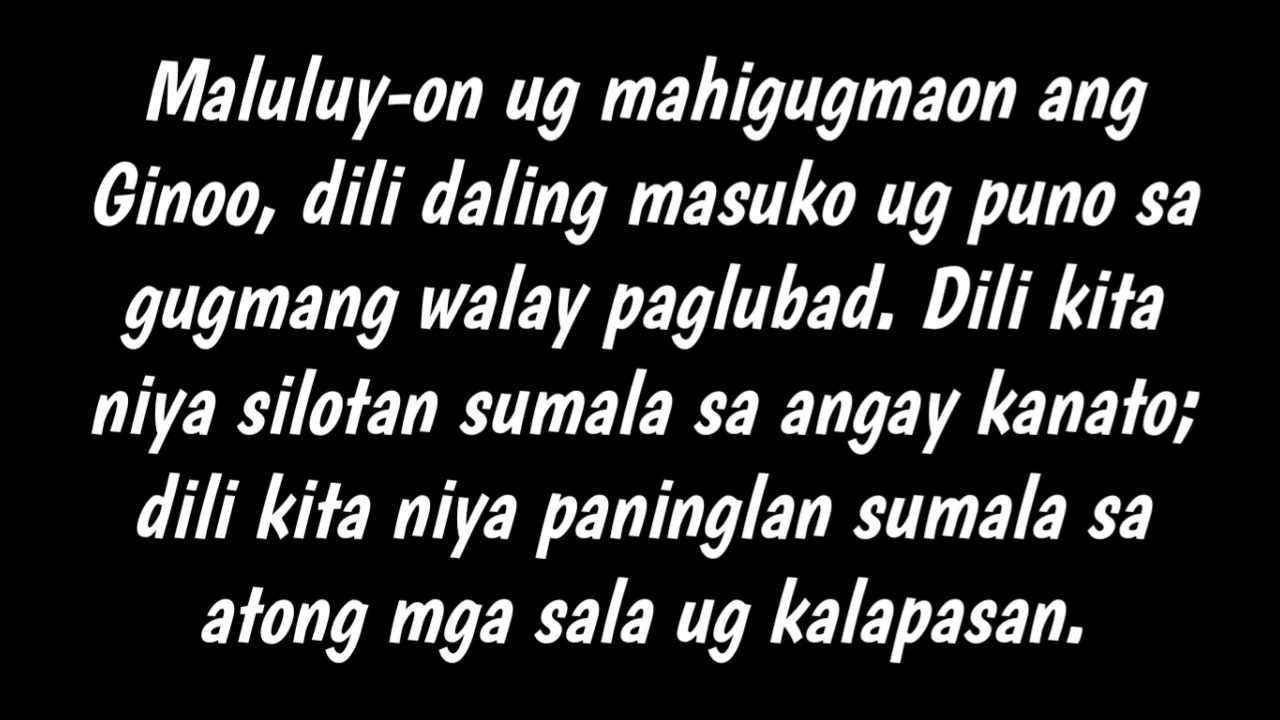 Maluluy-on ug mahigugmaon ang
Ginoo, dili daling masuko ug puno sa
gugmang walay paglubad. Dili kita
niya silotan sumala sa angay kanato;
dili kita niya paninglan sumala sa
atong mga sala ug kalapasan.